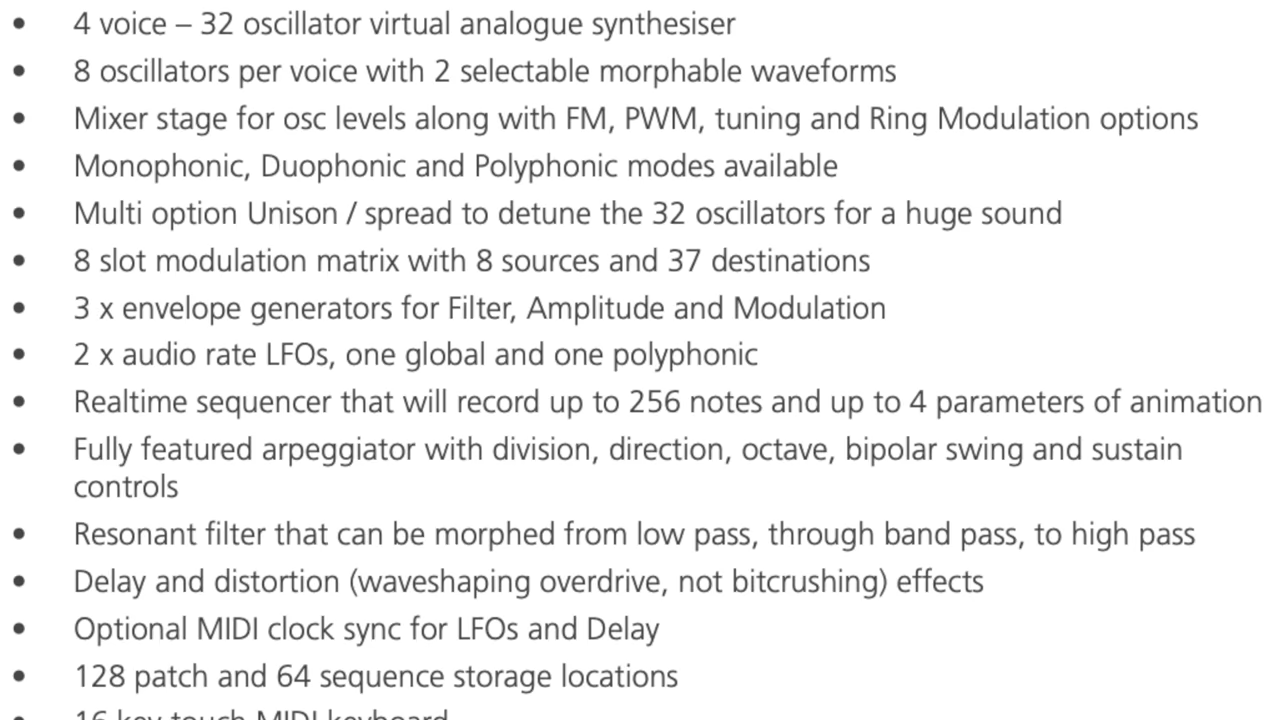 • 4 voice – 32 oscillator virtual analogue synthesiser
• 8 oscillators per voice with 2 selectable morphable waveforms
• Mixer stage for osc levels along with FM, PWM, tuning and Ring Modulation options
• Monophonic, Duophonic and Polyphonic modes available
• Multi option Unison / spread to detune the 32 oscillators for a huge sound
• 8 slot modulation matrix with 8 sources and 37 destinations
• 3 x envelope generators for Filter, Amplitude and Modulation
• 2 x audio rate LFOs, one global and one polyphonic
• Realtime sequencer that will record up to 256 notes and up to 4 parameters of animation
• Fully featured arpeggiator with division, direction, octave, bipolar swing and sustain
controls
• Resonant filter that can be morphed from low pass, through band pass, to high pass
• Delay and distortion (waveshaping overdrive, not bitcrushing) effects
• Optional MIDI clock sync for LFOs and Delay
• 128 patch and 64 sequence storage locations
• 16 key touch MIDI keyboard